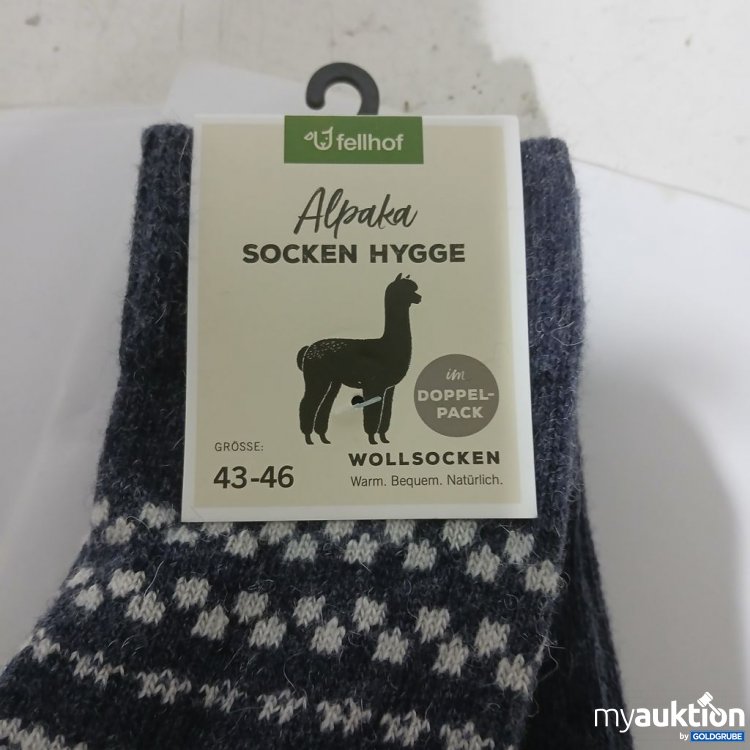 fellhof
Alpaka
SOCKEN HYGGE
im
DOPPEL-
PACK
GRÖSSE:
43-46
WOLLSOCKEN
Warm. Bequem. Natürlich.
myauktion
by GOLDGRUBE